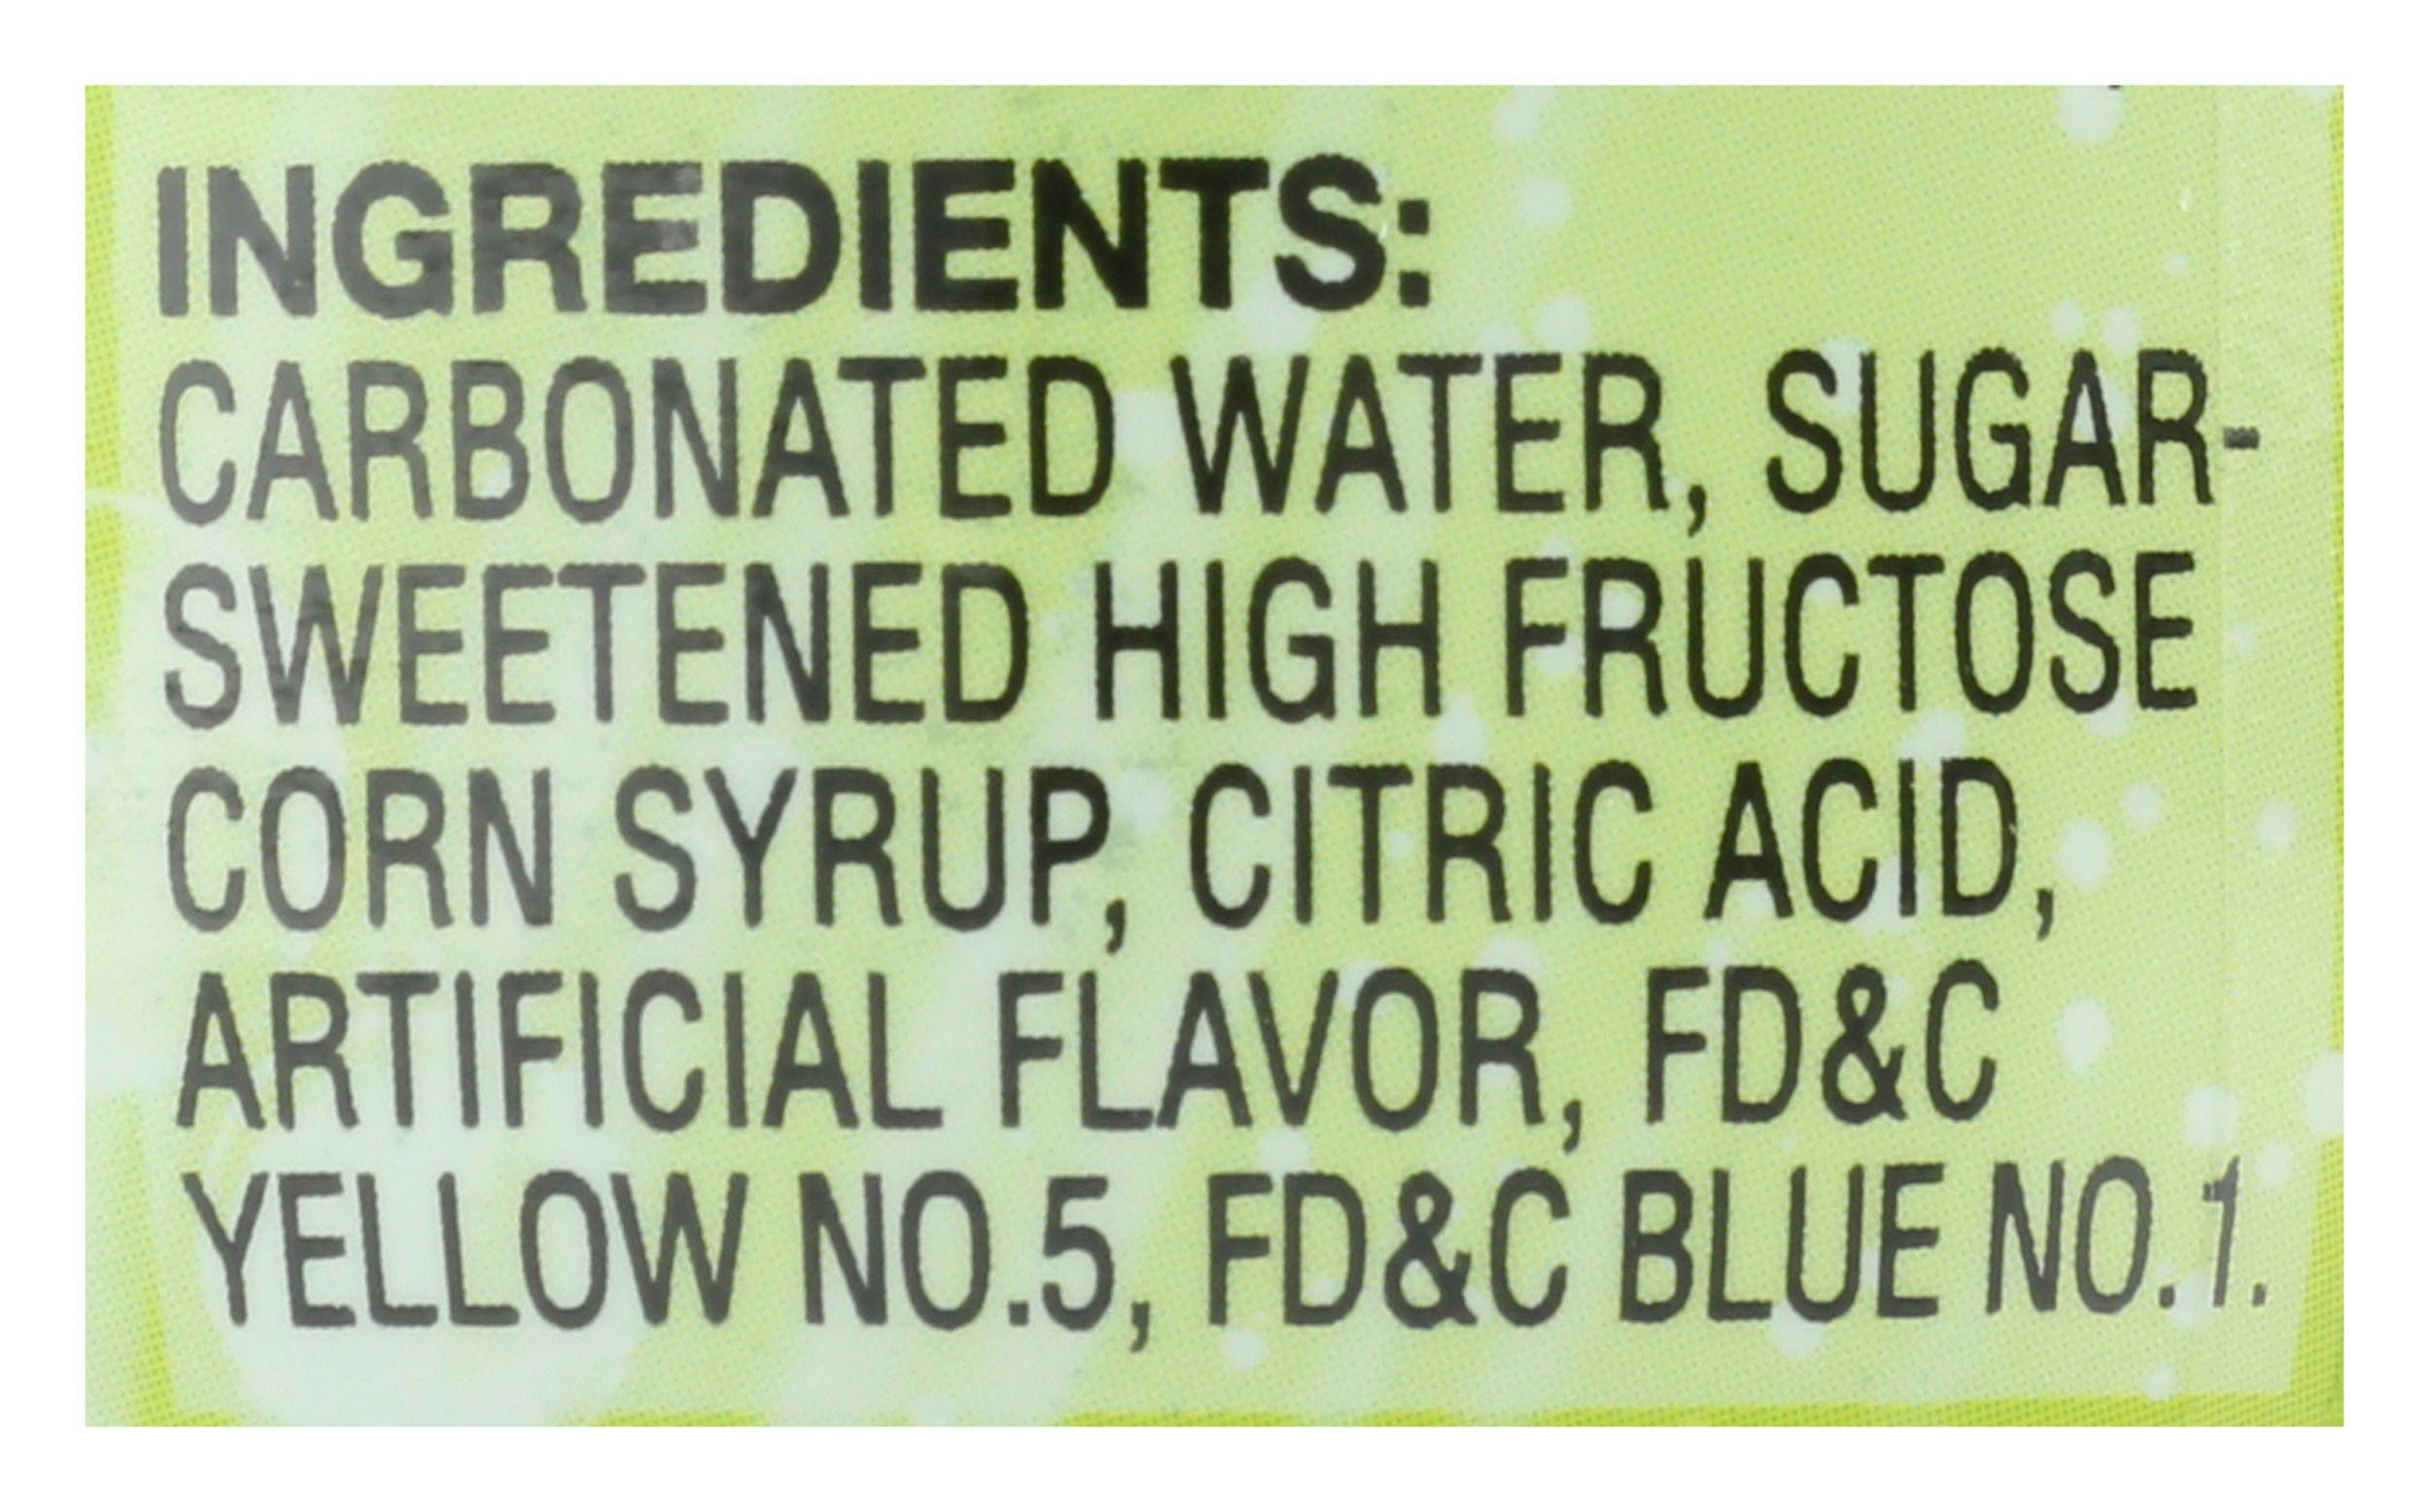 INGREDIENTS:
CARBONATED WATER, SUGAR-
SWEETENED HIGH FRUCTOSE
CORN SYRUP, CITRIC ACID,
ARTIFICIAL FLAVOR, FD&C
YELLOW NO.5, FD&C BLUE NO.1.